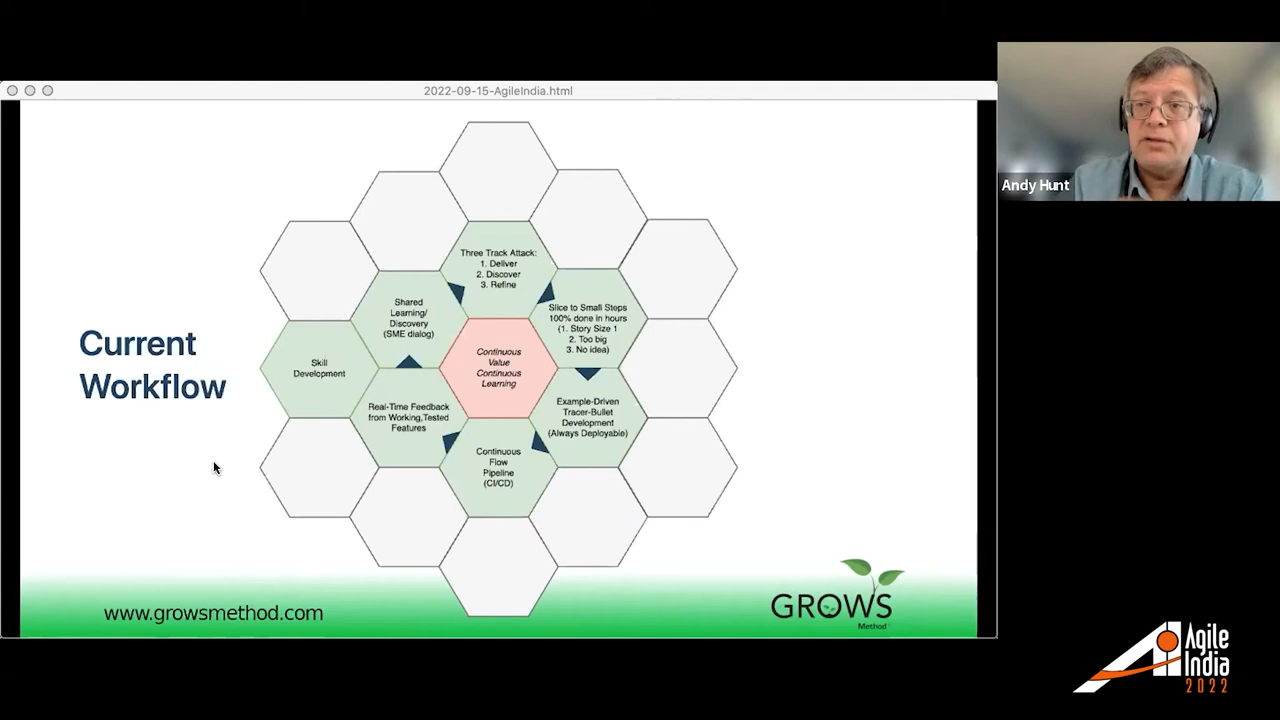 2022-09-15-AgileIndia.html
Andy Hunt
Current
Workflow
Three Track Attack:
1. Deliver
2. Discover
3. Refine
Shared
Learning/
Discovery
(SME dialog)
Slice to Small Steps
100% done in hours
(1. Story Size 1
2. Too big
3. No idea)
Skill
Development
Continuous
Value
Continuous
Learning
Real-Time Feedback
from Working,Tested
Features
Example-Driven
Tracer-Bullet
Development
(Always Deployable)
Continuous
Flow
Pipeline
(CI/CD)
www.growsmethod.com
GROWS
Method
Agile
India
2022